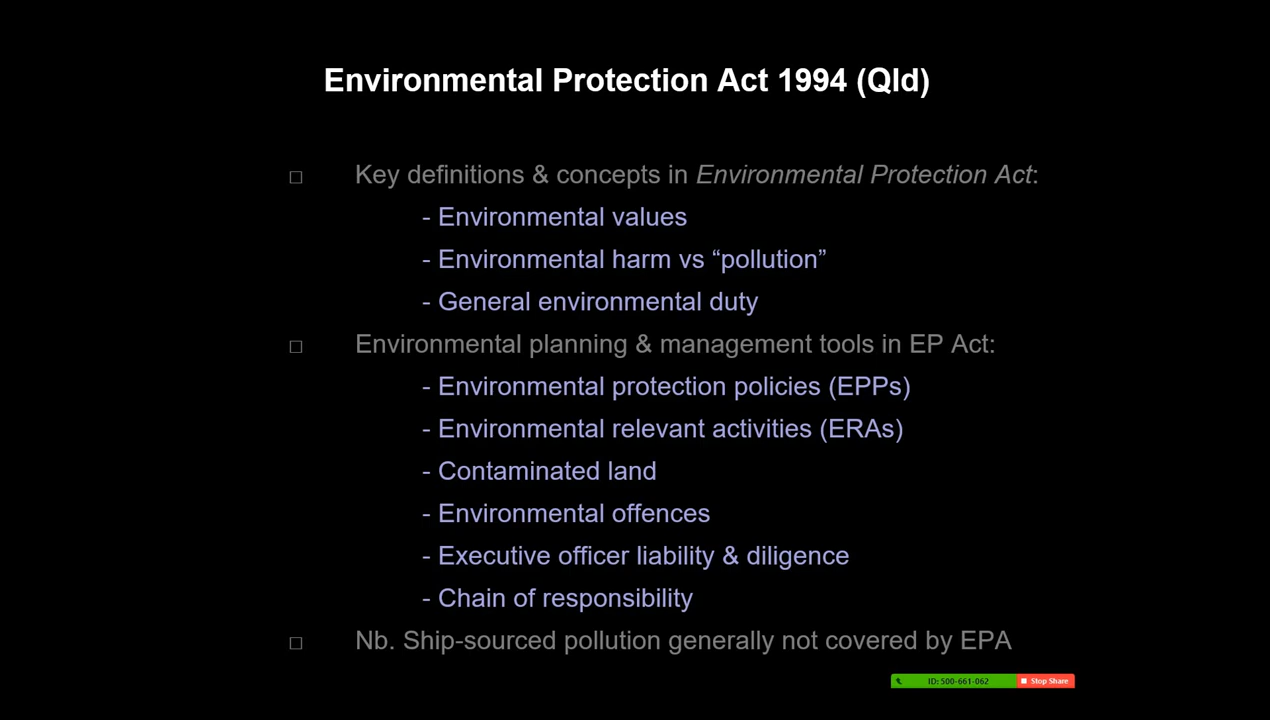 Environmental Protection Act 1994 (Qld)
Key definitions & concepts in Environmental Protection Act:
- Environmental values
- Environmental harm vs “pollution”
- General environmental duty
Environmental planning & management tools in EP Act:
- Environmental protection policies (EPPs)
- Environmental relevant activities (ERAs)
- Contaminated land
- Environmental offences
- Executive officer liability & diligence
- Chain of responsibility
Nb. Ship-sourced pollution generally not covered by EPA
ID: 500-661-062 Stop Share